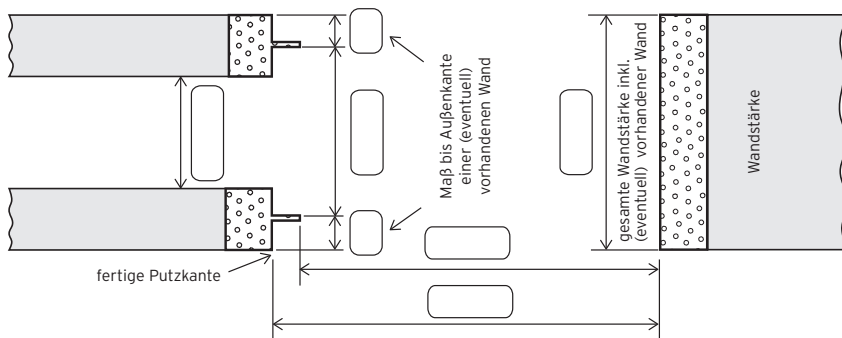 Maß bis Außenkante
einer (eventuell)
vorhandenen Wand
gesamte Wandstärke inkl.
(eventuell) vorhandener Wand
Wandstärke
fertige Putzkante